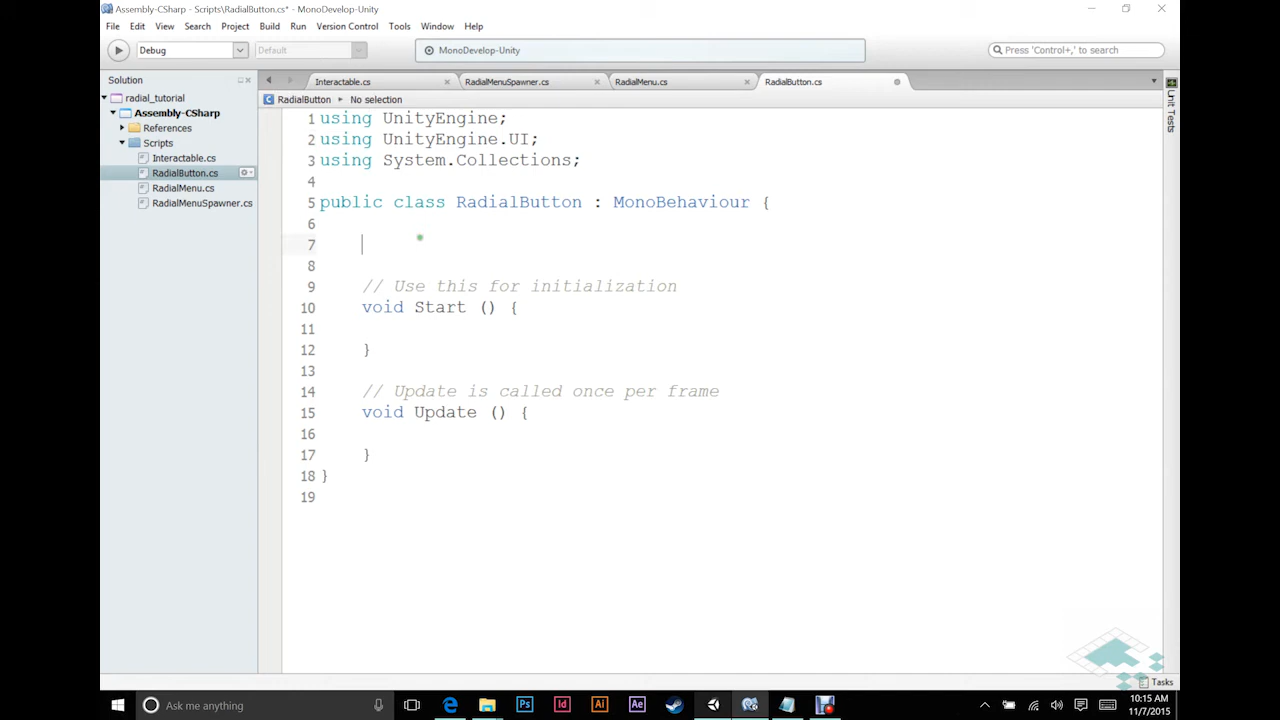 Assembly-CSharp - Scripts\RadialButton.cs* - MonoDevelop-Unity
File Edit View Search Project Build Run Version Control Tools Window Help
Debug Default MonoDevelop-Unity Press 'Control+,' to search
Solution
radial_tutorial
Assembly-CSharp
References
Scripts
Interactable.cs
RadialButton.cs
RadialMenu.cs
RadialMenuSpawner.cs
Interactable.cs RadialMenuSpawner.cs RadialMenu.cs RadialButton.cs
RadialButton No selection
1 using UnityEngine;
2 using UnityEngine.UI;
3 using System.Collections;
4
5 public class RadialButton : MonoBehaviour {
6
7
8
9 // Use this for initialization
10 void Start () {
11
12 }
13
14 // Update is called once per frame
15 void Update () {
16
17 }
18 }
19
Unit Tests
Tasks
Ask me anything Ps Id Ai Ae 10:15 AM
11/7/2015